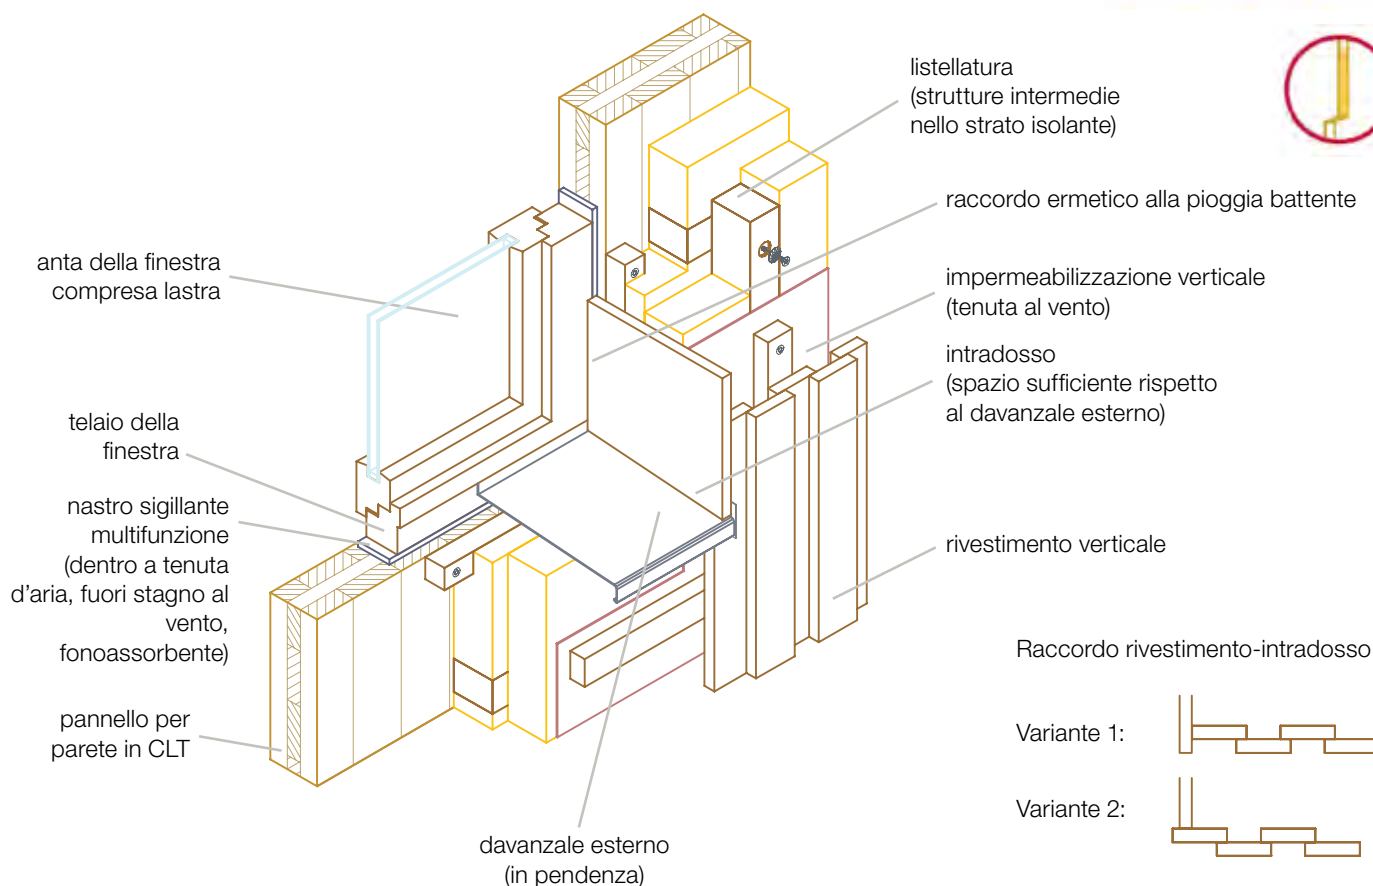 listellatura
(strutture intermedie
nello strato isolante)
raccordo ermetico alla pioggia battente
anta della finestra
compresa lastra
impermeabilizzazione verticale
(tenuta al vento)
intradosso
(spazio sufficiente rispetto
al davanzale esterno)
telaio della
finestra
nastro sigillante
multifunzione
(dentro a tenuta
d'aria, fuori stagno al
vento,
fonoassorbente)
rivestimento verticale
pannello per
parete in CLT
davanzale esterno
(in pendenza)
Raccordo rivestimento-intradosso
Variante 1:
Variante 2: